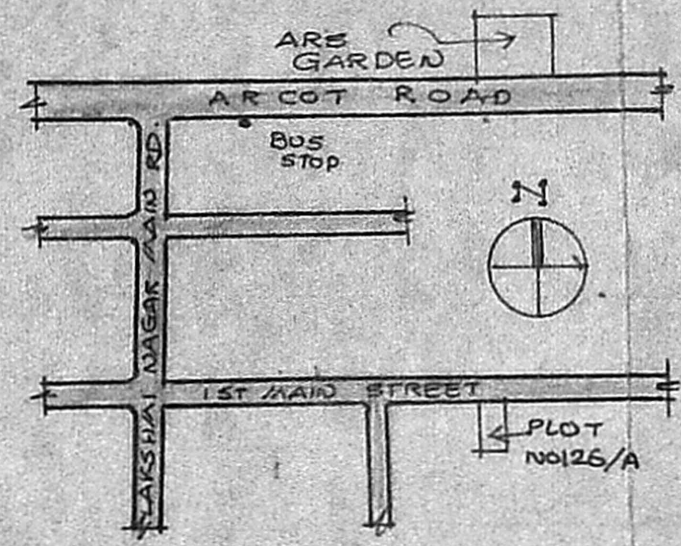 ARS
GARDEN
ARCOT ROAD
BUS
STOP
N
LAKSHMI NAGAR MAIN RD.
1ST MAIN STREET
PLOT
NO126/A